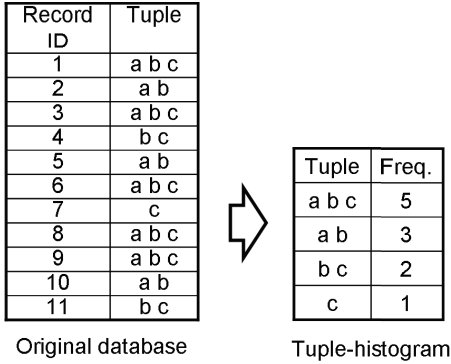 Record ID Tuple
1 a b c
2 a b
3 a b c
4 b c
5 a b
6 a b c
7 c
8 a b c
9 a b c
10 a b
11 b c
Original database
Tuple Freq.
a b c 5
a b 3
b c 2
c 1
Tuple-histogram